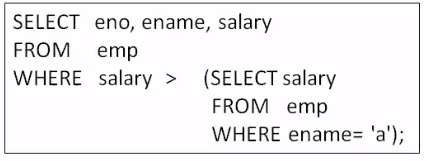 SELECT eno, ename, salary
FROM emp
WHERE salary > (SELECT salary
FROM emp
WHERE ename= 'a');